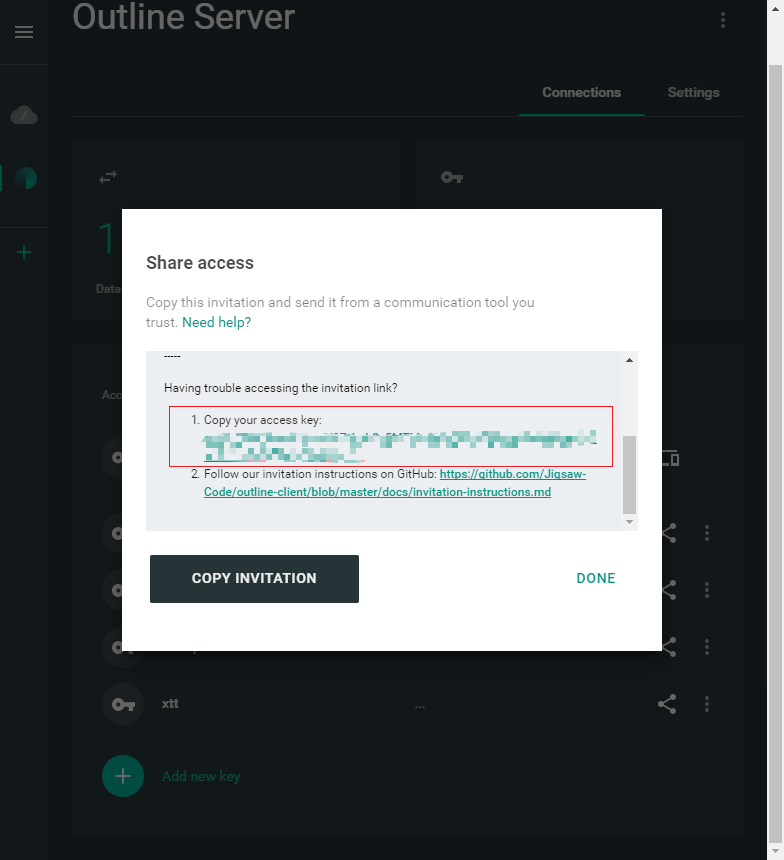 Outline Server
Connections
Settings
1
Data
Share access
Copy this invitation and send it from a communication tool you
trust. Need help?
-----
Having trouble accessing the invitation link?
1. Copy your access key:
2. Follow our invitation instructions on GitHub: https://github.com/Jigsaw-
Code/outline-client/blob/master/docs/invitation-instructions.md
COPY INVITATION
DONE
xtt
...
Add new key